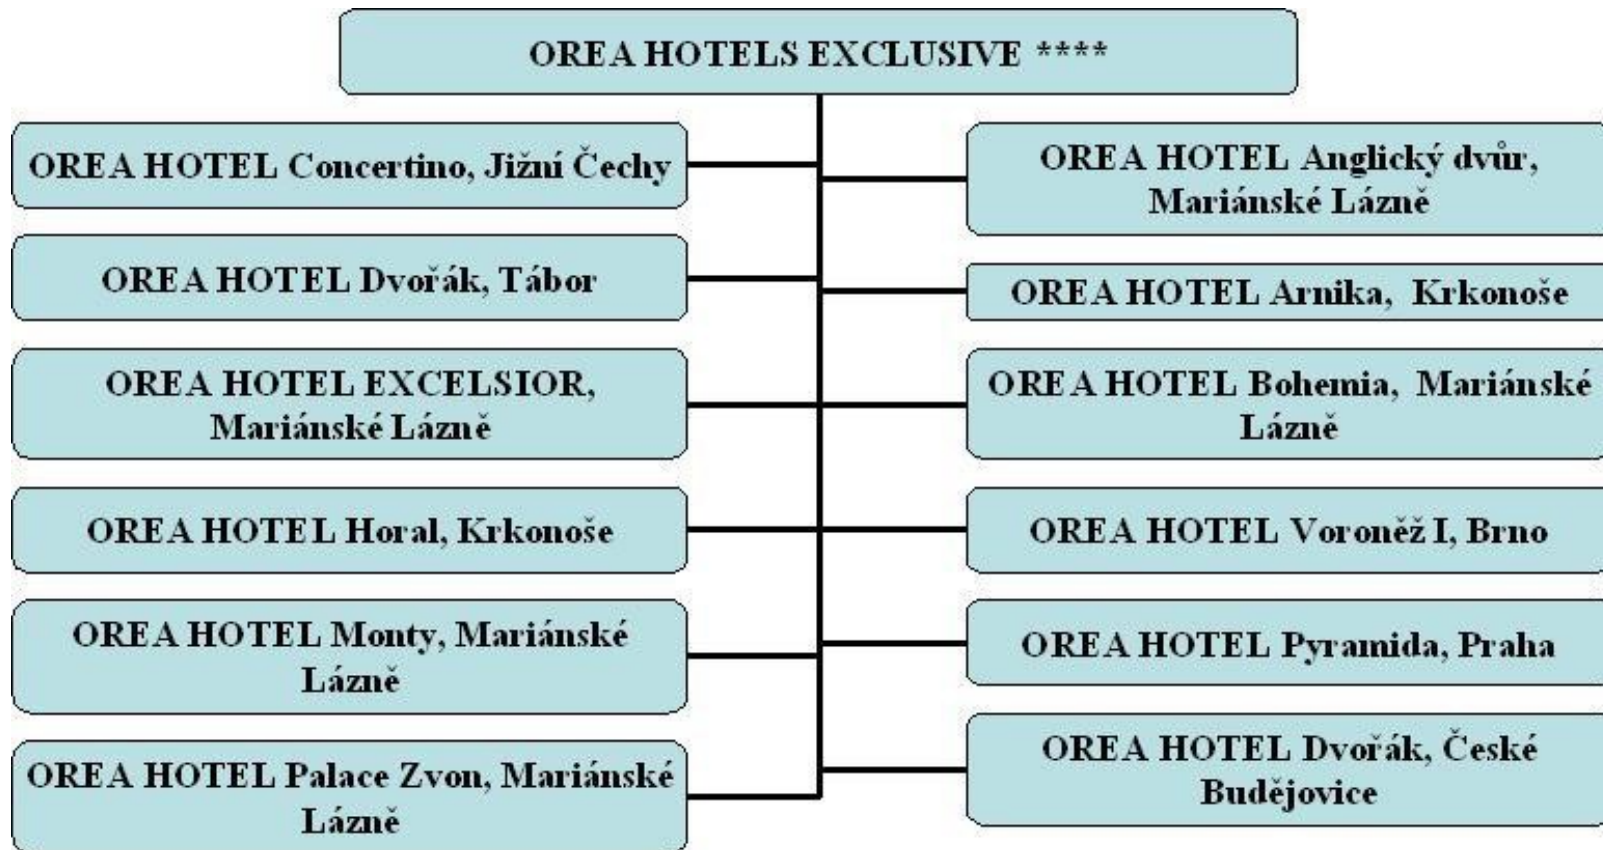 OREA HOTELS EXCLUSIVE ****
OREA HOTEL Concertino, Jižní Čechy
OREA HOTEL Anglický dvůr,
Mariánské Lázně
OREA HOTEL Dvořák, Tábor
OREA HOTEL Arnika, Krkonoše
OREA HOTEL EXCELSIOR,
Mariánské Lázně
OREA HOTEL Bohemia, Mariánské
Lázně
OREA HOTEL Horal, Krkonoše
OREA HOTEL Voroněž I, Brno
OREA HOTEL Monty, Mariánské
Lázně
OREA HOTEL Pyramida, Praha
OREA HOTEL Palace Zvon, Mariánské
Lázně
OREA HOTEL Dvořák, České
Budějovice